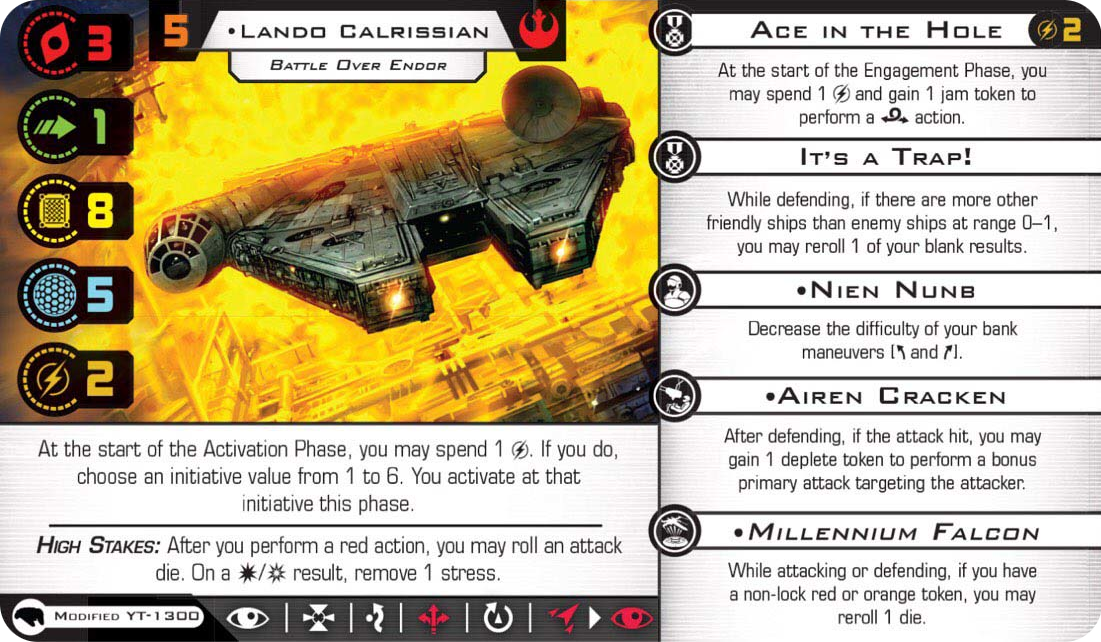 3
5
•LANDO CALRISSIAN
BATTLE OVER ENDOR
1
8
5
2
At the start of the Activation Phase, you may spend 1 . If you do,
choose an initiative value from 1 to 6. You activate at that
initiative this phase.
HIGH STAKES: After you perform a red action, you may roll an attack
die. On a / result, remove 1 stress.
MODIFIED YT-1300
ACE IN THE HOLE
2
At the start of the Engagement Phase, you
may spend 1 and gain 1 jam token to
perform a action.
IT'S A TRAP!
While defending, if there are more other
friendly ships than enemy ships at range 0–1,
you may reroll 1 of your blank results.
•NIEN NUNB
Decrease the difficulty of your bank
maneuvers [ and ].
•AIREN CRACKEN
After defending, if the attack hit, you may
gain 1 deplete token to perform a bonus
primary attack targeting the attacker.
•MILLENNIUM FALCON
While attacking or defending, if you have
a non-lock red or orange token, you may
reroll 1 die.